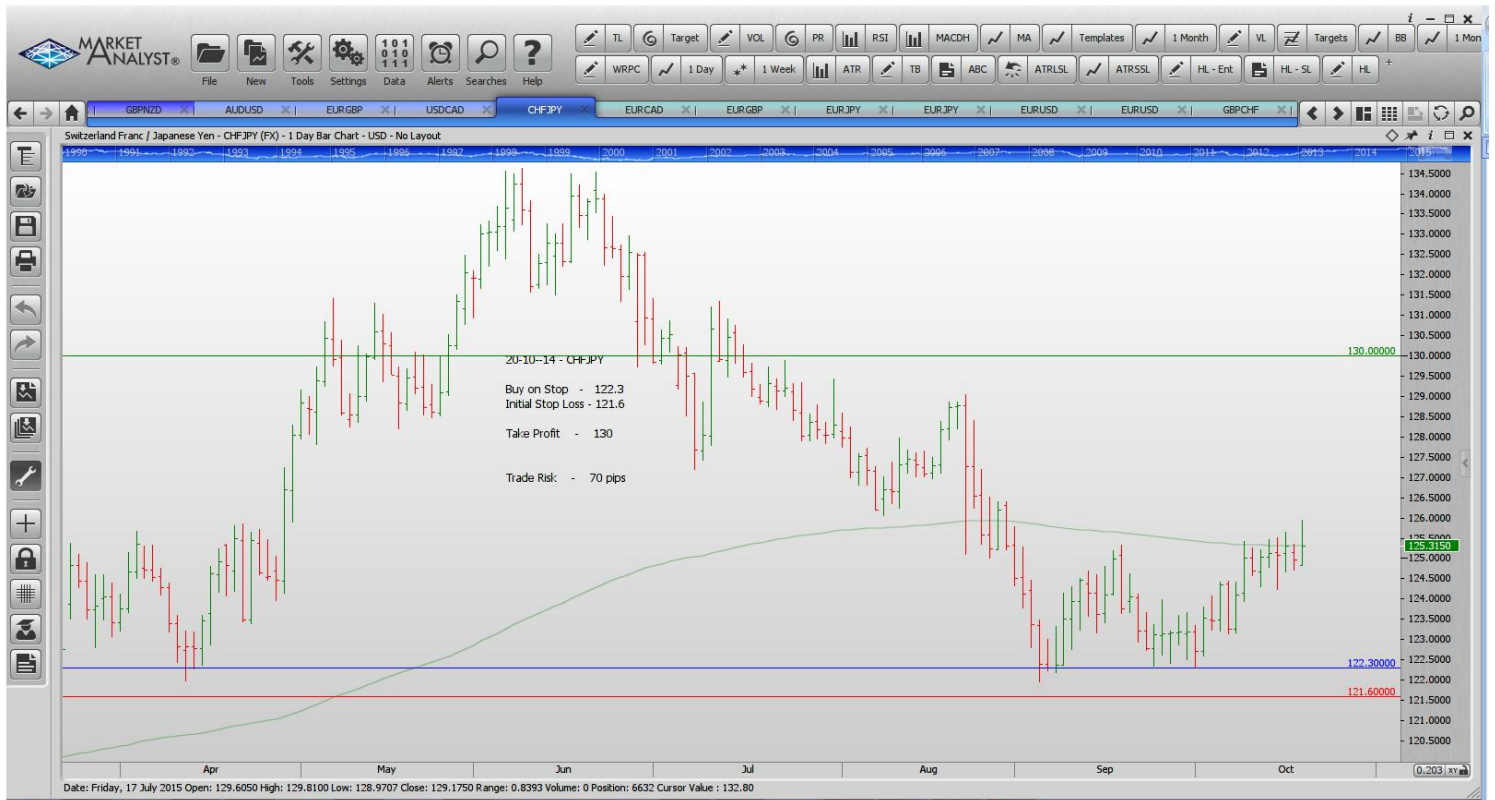 MARKET
ANALYST®
File New Tools Settings Data Alerts Searches Help
TL Target VOL PR RSI MACDH MA Templates 1 Month VL Targets BB 1 Mon
WRPC 1 Day 1 Week ATR TB ABC ATRLSL ATRSSL HL - Ent HL - SL HL +
GBPNZD AUDUSD EURGBP USDCAD CHFJPY EURCAD EURGBP EURJPY EURJPY EURUSD EURUSD GBPCHF
Switzerland Franc / Japanese Yen - CHFJPY (FX) - 1 Day Bar Chart - USD - No Layout
1990 1991 1992 1993 1994 1995 1996 1997 1998 1999 2000 2001 2002 2003 2004 2005 2006 2007 2008 2009 2010 2011 2012 2013 2014 2015
134.5000
134.0000
133.5000
133.0000
132.5000
132.0000
131.5000
131.0000
130.5000
130.00000
130.0000
20-10--14 - CHFJPY
129.5000
Buy on Stop - 122.3
129.0000
Initial Stop Loss - 121.6
128.5000
Take Profit - 130
128.0000
127.5000
127.0000
Trade Risk - 70 pips
126.5000
126.0000
125.5000
125.3150
125.0000
124.5000
124.0000
123.5000
123.0000
122.5000
122.30000
122.0000
121.60000
121.5000
121.0000
120.5000
Apr May Jun Jul Aug Sep Oct
0.203 XY
Date: Friday, 17 July 2015 Open: 129.6050 High: 129.8100 Low: 128.9707 Close: 129.1750 Range: 0.8393 Volume: 0 Position: 6632 Cursor Value : 132.80